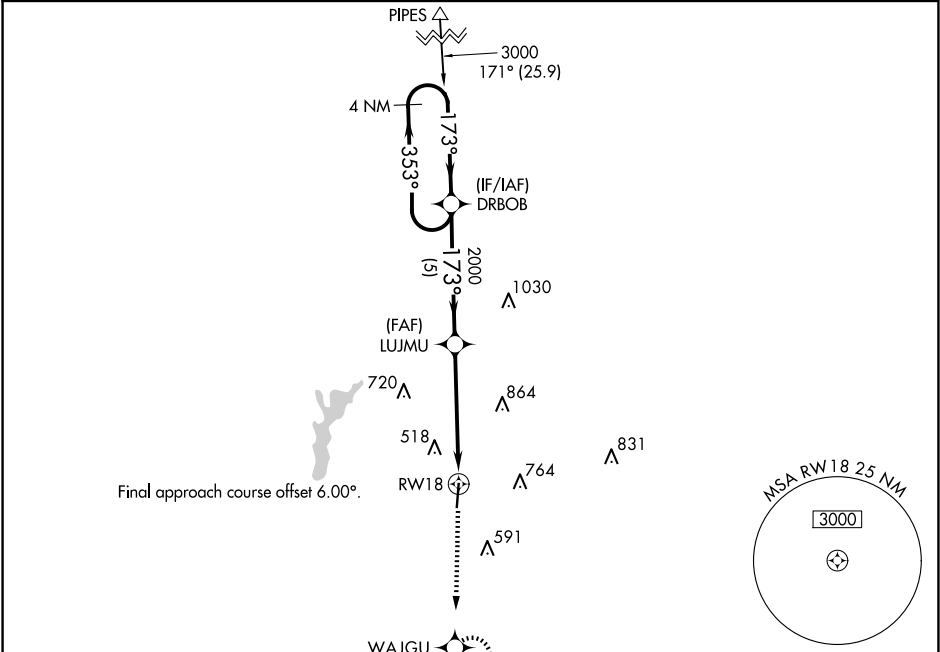 PIPES
3000
171° (25.9)
4 NM
173°
353°
(IF/IAF)
DRBOB
2000
173°
(5)
1030
(FAF)
LUJMU
720
864
518
831
764
RW18
Final approach course offset 6.00°.
MSA RW18 25 NM
3000
591
WAJGU